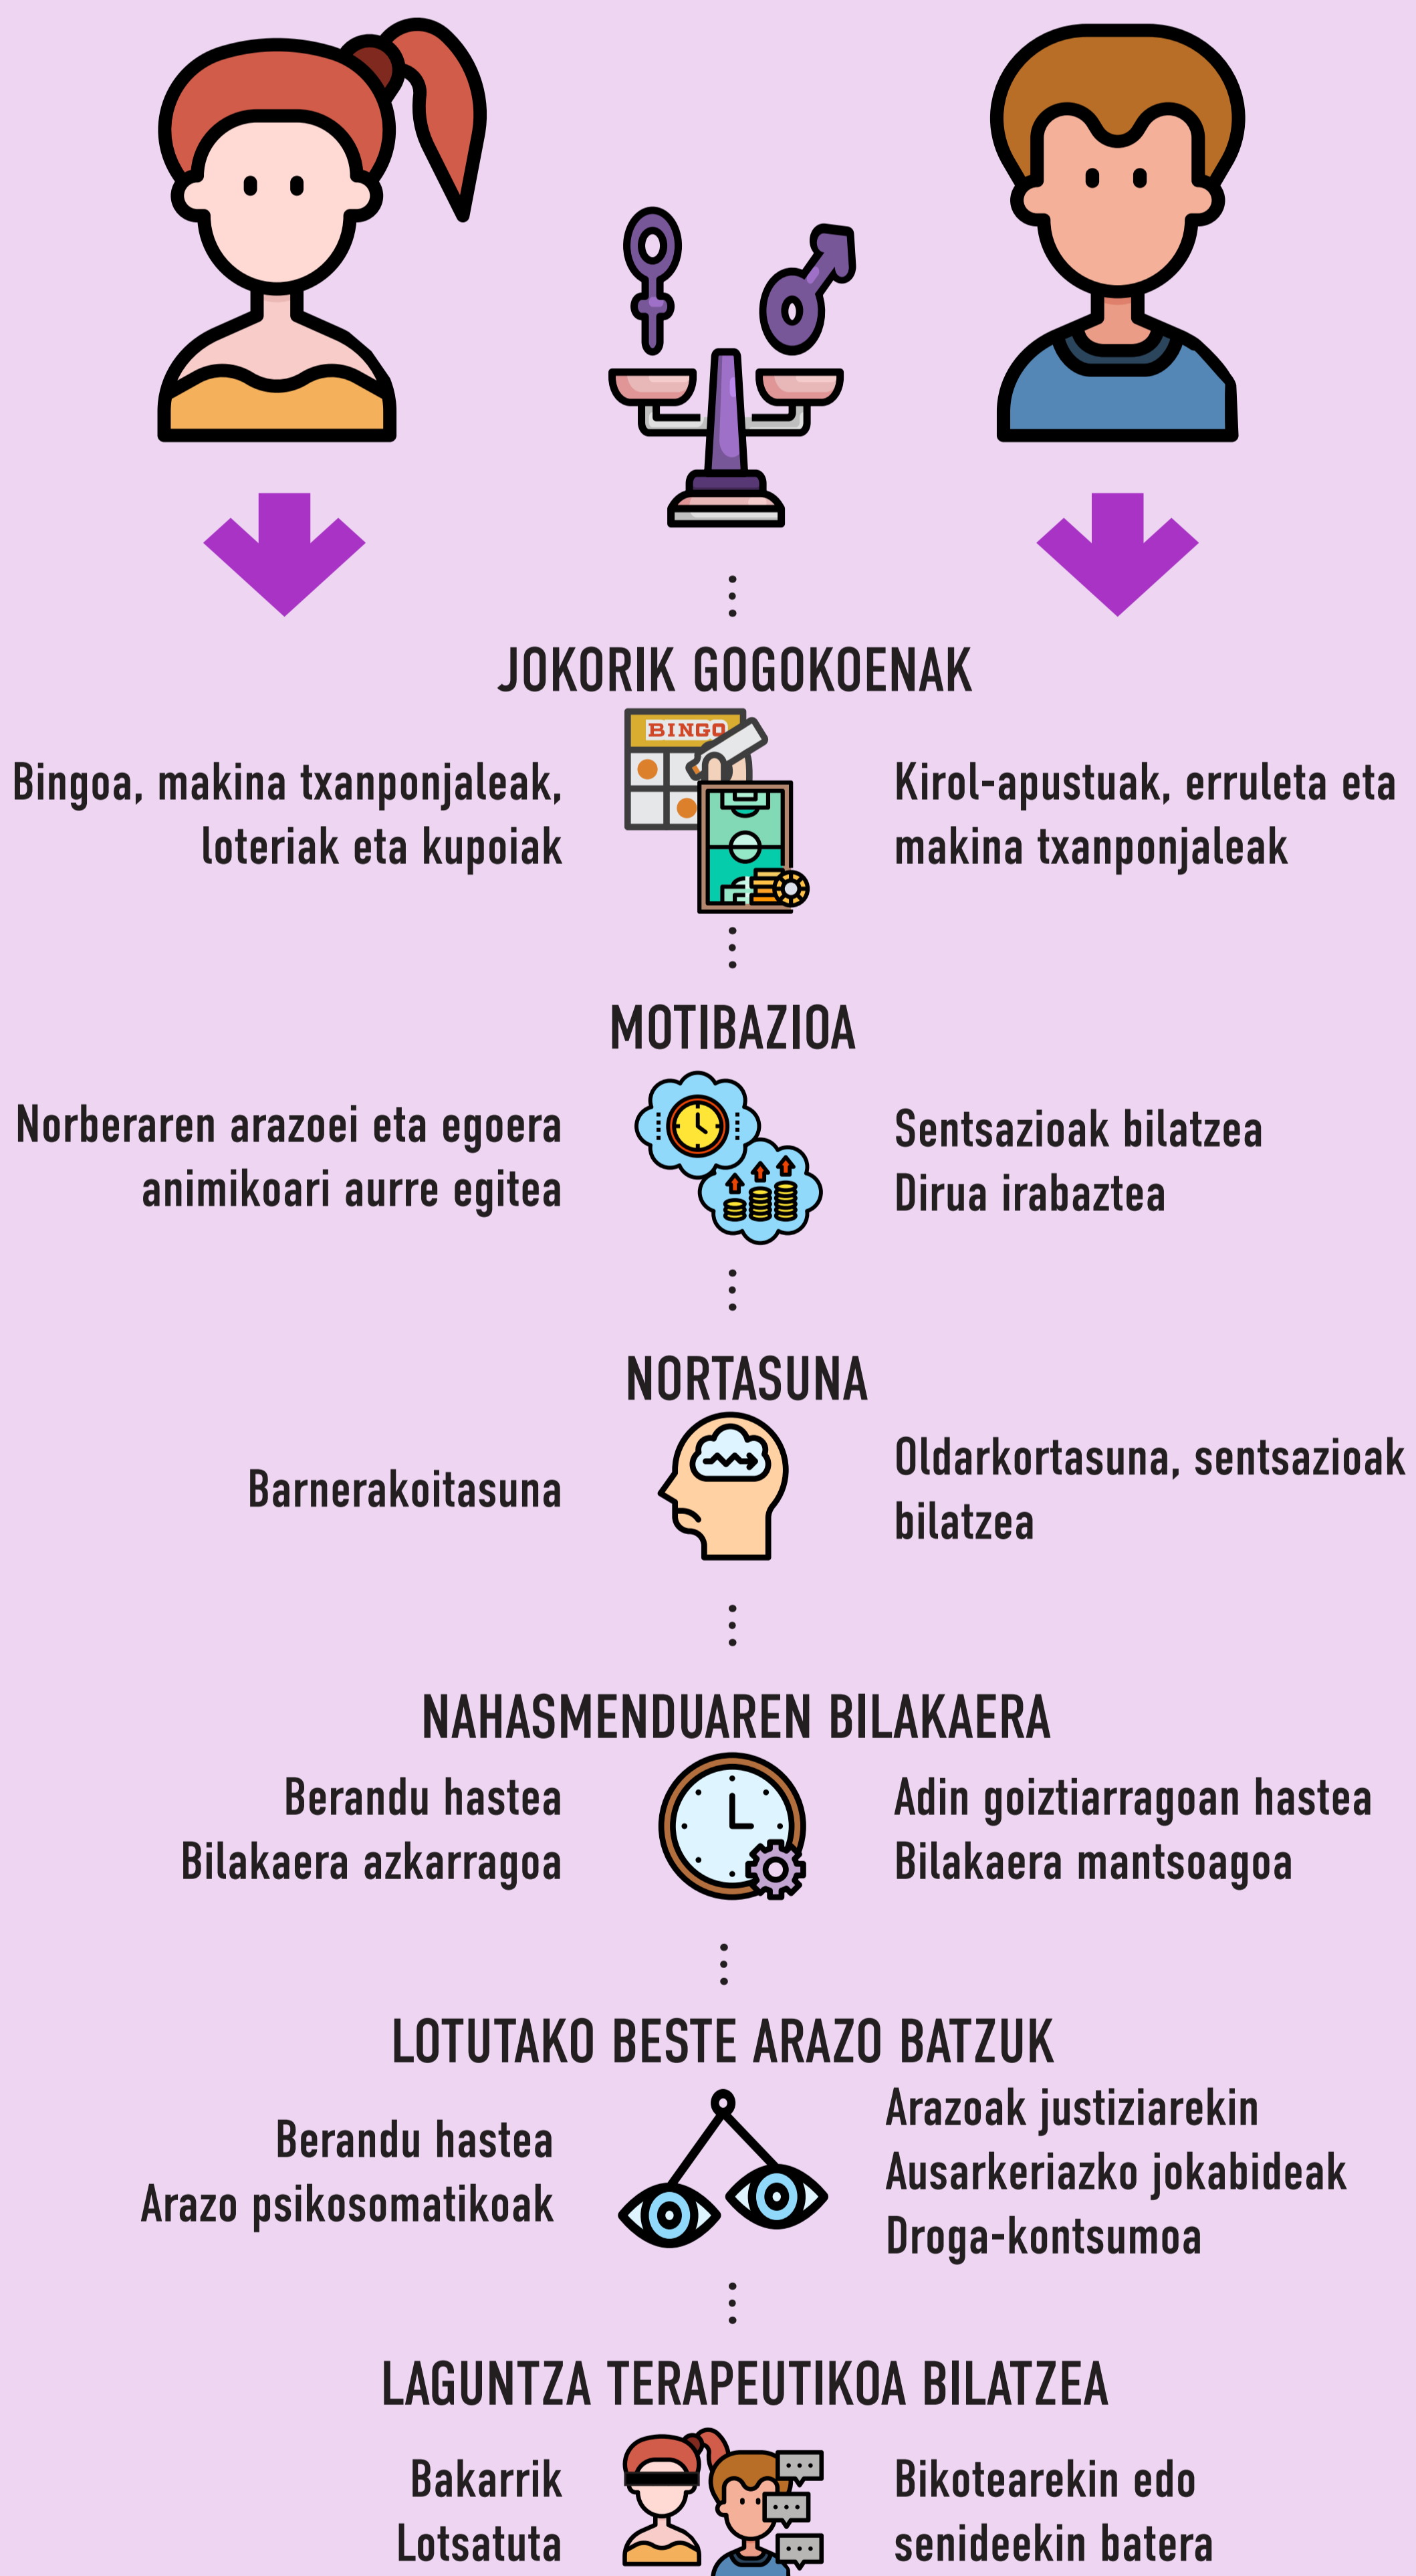 JOKORIK GOGOKOENAK
BINGO
Bingoa, makina txanponjaleak,
loteriak eta kupoiak
Kirol-apustuak, erruleta eta
makina txanponjaleak
MOTIBAZIOA
Norberaren arazoei eta egoera
animikoari aurre egitea
Sentsazioak bilatzea
Dirua irabaztea
NORTASUNA
Barnerakoitasuna
Oldarkortasuna, sentsazioak
bilatzea
NAHASMENDUAREN BILAKAERA
Berandu hastea
Bilakaera azkarragoa
Adin goiztiarragoan hastea
Bilakaera mantsoagoa
LOTUTAKO BESTE ARAZO BATZUK
Berandu hastea
Arazo psikosomatikoak
Arazoak justiziarekin
Ausarkeriazko jokabideak
Droga-kontsumoa
LAGUNTZA TERAPEUTIKOA BILATZEA
Bakarrik
Lotsatuta
Bikotearekin edo
senideekin batera